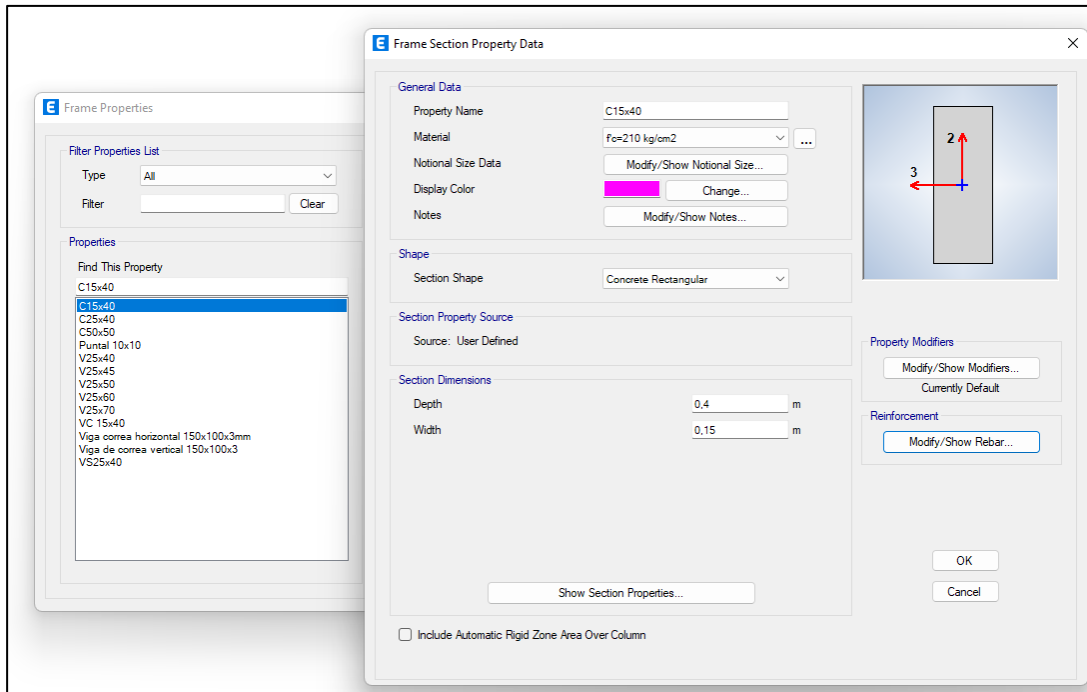 Frame Properties
Filter Properties List
Type
All
Filter
Clear
Properties
Find This Property
C15x40
C15x40
C25x40
C50x50
Puntal 10x10
V25x40
V25x45
V25x50
V25x60
V25x70
VC 15x40
Viga correa horizontal 150x100x3mm
Viga de correa vertical 150x100x3
VS25x40
E Frame Section Property Data
General Data
Property Name
C15x40
Material
f'c=210 kg/cm2
...
Notional Size Data
Modify/Show Notional Size...
Display Color
Change...
Notes
Modify/Show Notes...
Shape
Section Shape
Concrete Rectangular
Section Property Source
Source: User Defined
Section Dimensions
Depth
0,4
m
Width
0,15
m
Show Section Properties...
Include Automatic Rigid Zone Area Over Column
2
3
Property Modifiers
Modify/Show Modifiers...
Currently Default
Reinforcement
Modify/Show Rebar...
OK
Cancel